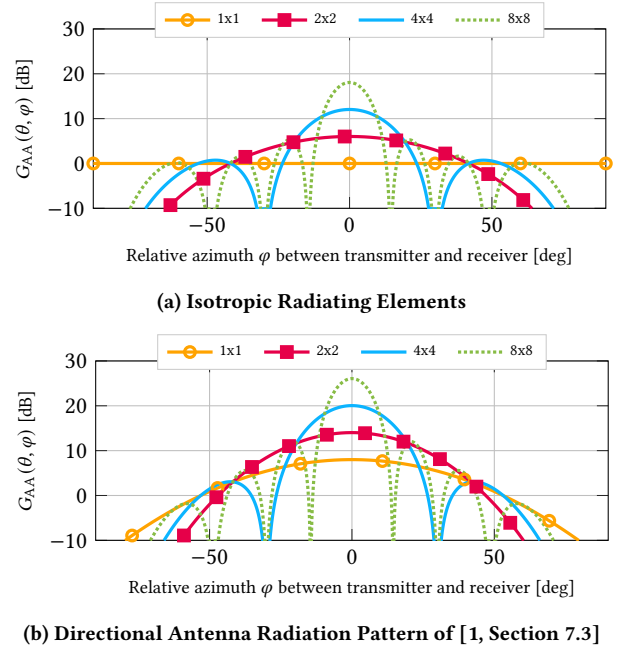 1x1 2x2 4x4 8x8
30
20
10
0
−10
G_AA(θ, φ) [dB]
−50 0 50
Relative azimuth φ between transmitter and receiver [deg]
(a) Isotropic Radiating Elements
1x1 2x2 4x4 8x8
30
20
10
0
−10
G_AA(θ, φ) [dB]
−50 0 50
Relative azimuth φ between transmitter and receiver [deg]
(b) Directional Antenna Radiation Pattern of [1, Section 7.3]